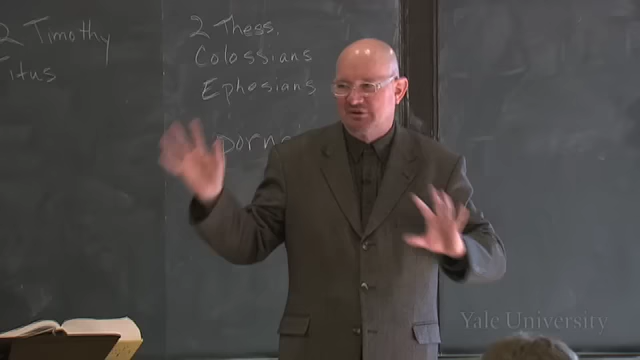 2 Timothy
Titus
2 Thess.
Colossians
Ephesians
Yale University